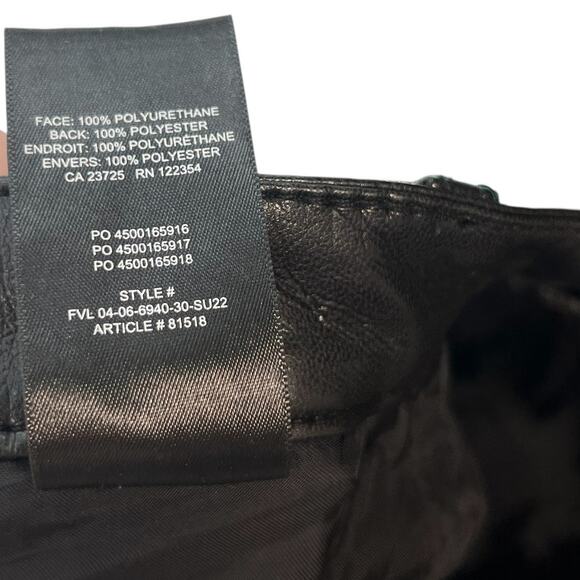 FACE: 100% POLYURETHANE
BACK: 100% POLYESTER
ENDROIT: 100% POLYURÉTHANE
ENVERS: 100% POLYESTER
CA 23725 RN 122354
PO 4500165916
PO 4500165917
PO 4500165918
STYLE #
FVL 04-06-6940-30-SU22
ARTICLE # 81518